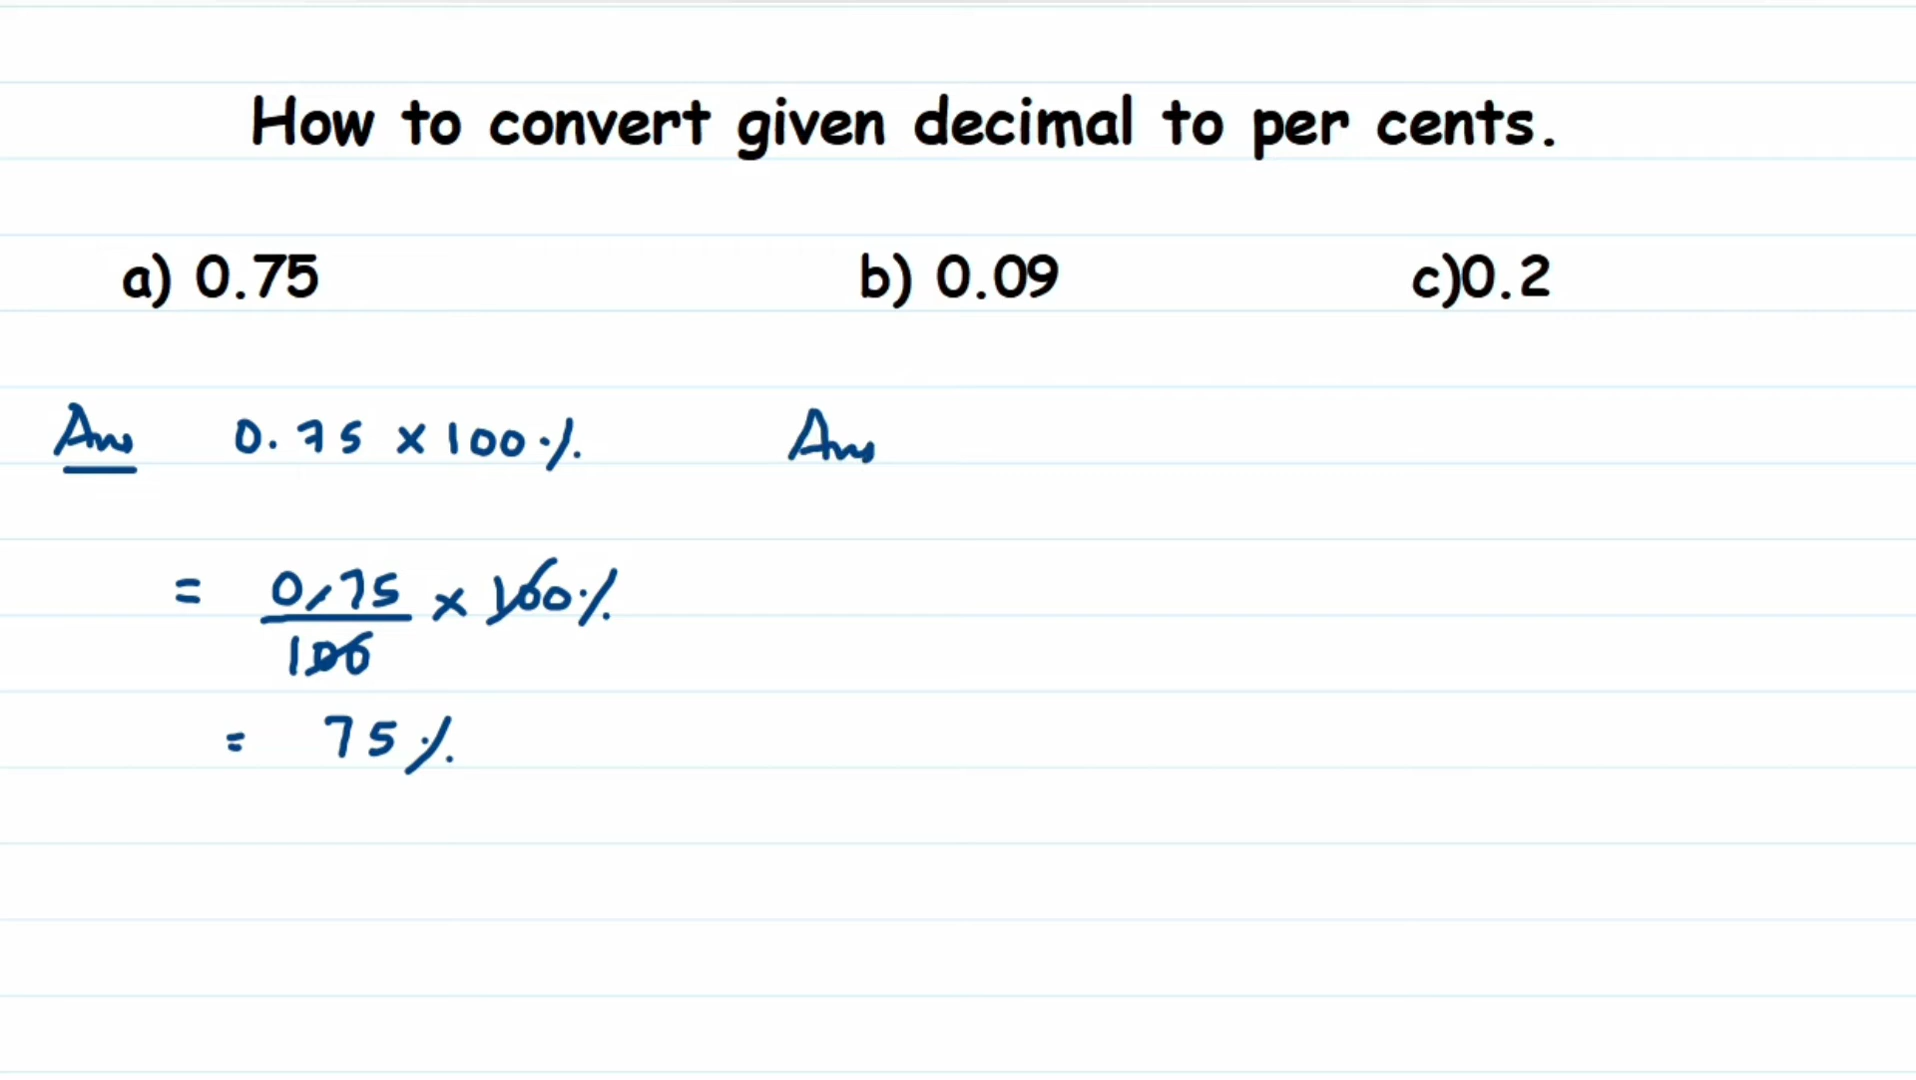 How to convert given decimal to per cents.
a) 0.75 b) 0.09 c)0.2
Ans 0.75 × 100% Ans
= 0.75/100 × 100%
= 75%